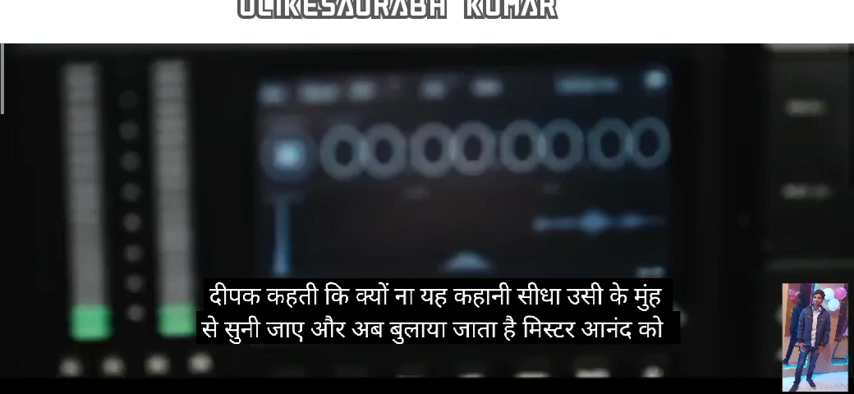 ULIKESAURABH KUMAR
दीपक कहती कि क्यों ना यह कहानी सीधा उसी के मुंह
से सुनी जाए और अब बुलाया जाता है मिस्टर आनंद को